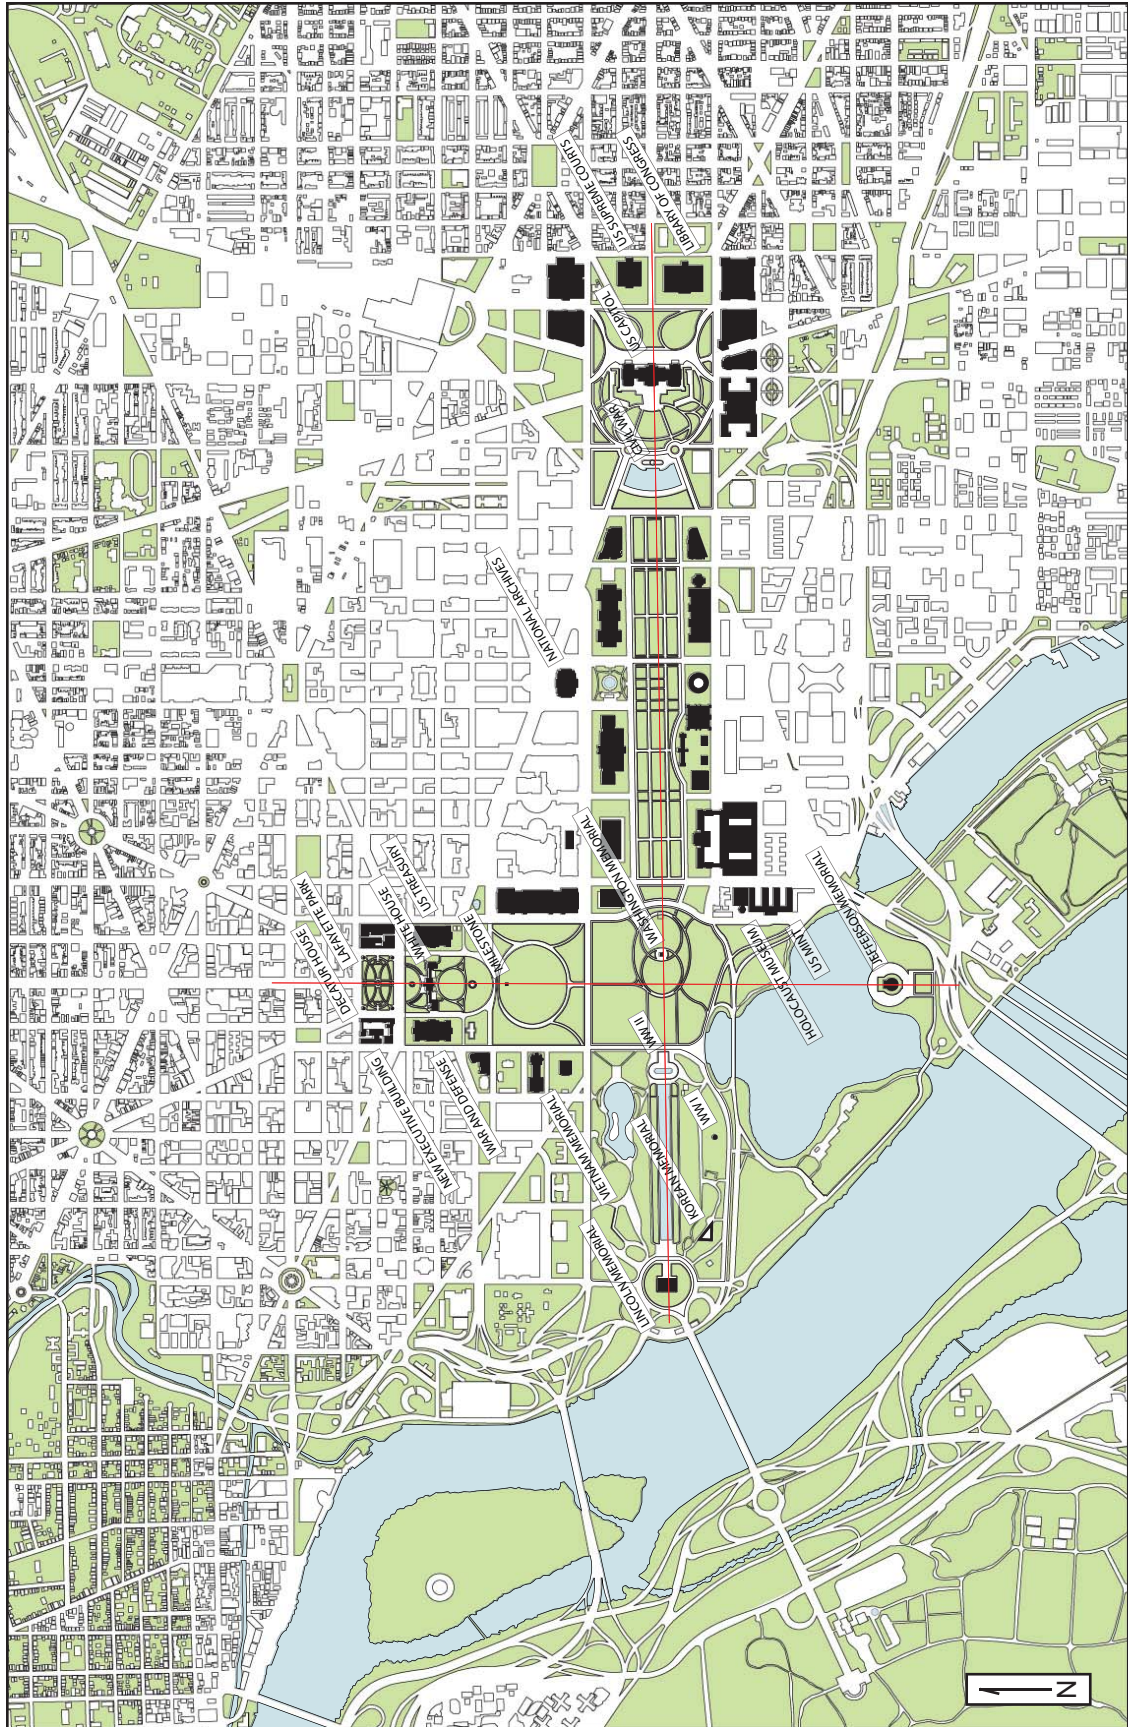 US SUPREME COURTS
LIBRARY OF CONGRESS
US CAPITOL
CIVIL WAR
NATIONAL ARCHIVES
WASHINGTON MEMORIAL
JEFFERSON MEMORIAL
US MINT
HOLOCAUST MUSEUM
US TREASURY
WHITE HOUSE
LAFAYETTE PARK
DECATUR HOUSE
MILESTONE
WW II
NEW EXECUTIVE BUILDING
WAR AND DEFENSE
VIETNAM MEMORIAL
KOREAN MEMORIAL
WW I
LINCOLN MEMORIAL
N